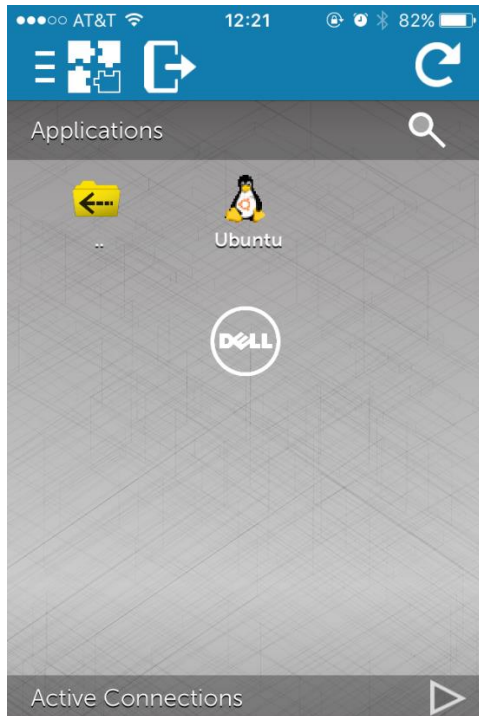 AT&T 12:21 82%
Applications
.. Ubuntu
DELL
Active Connections